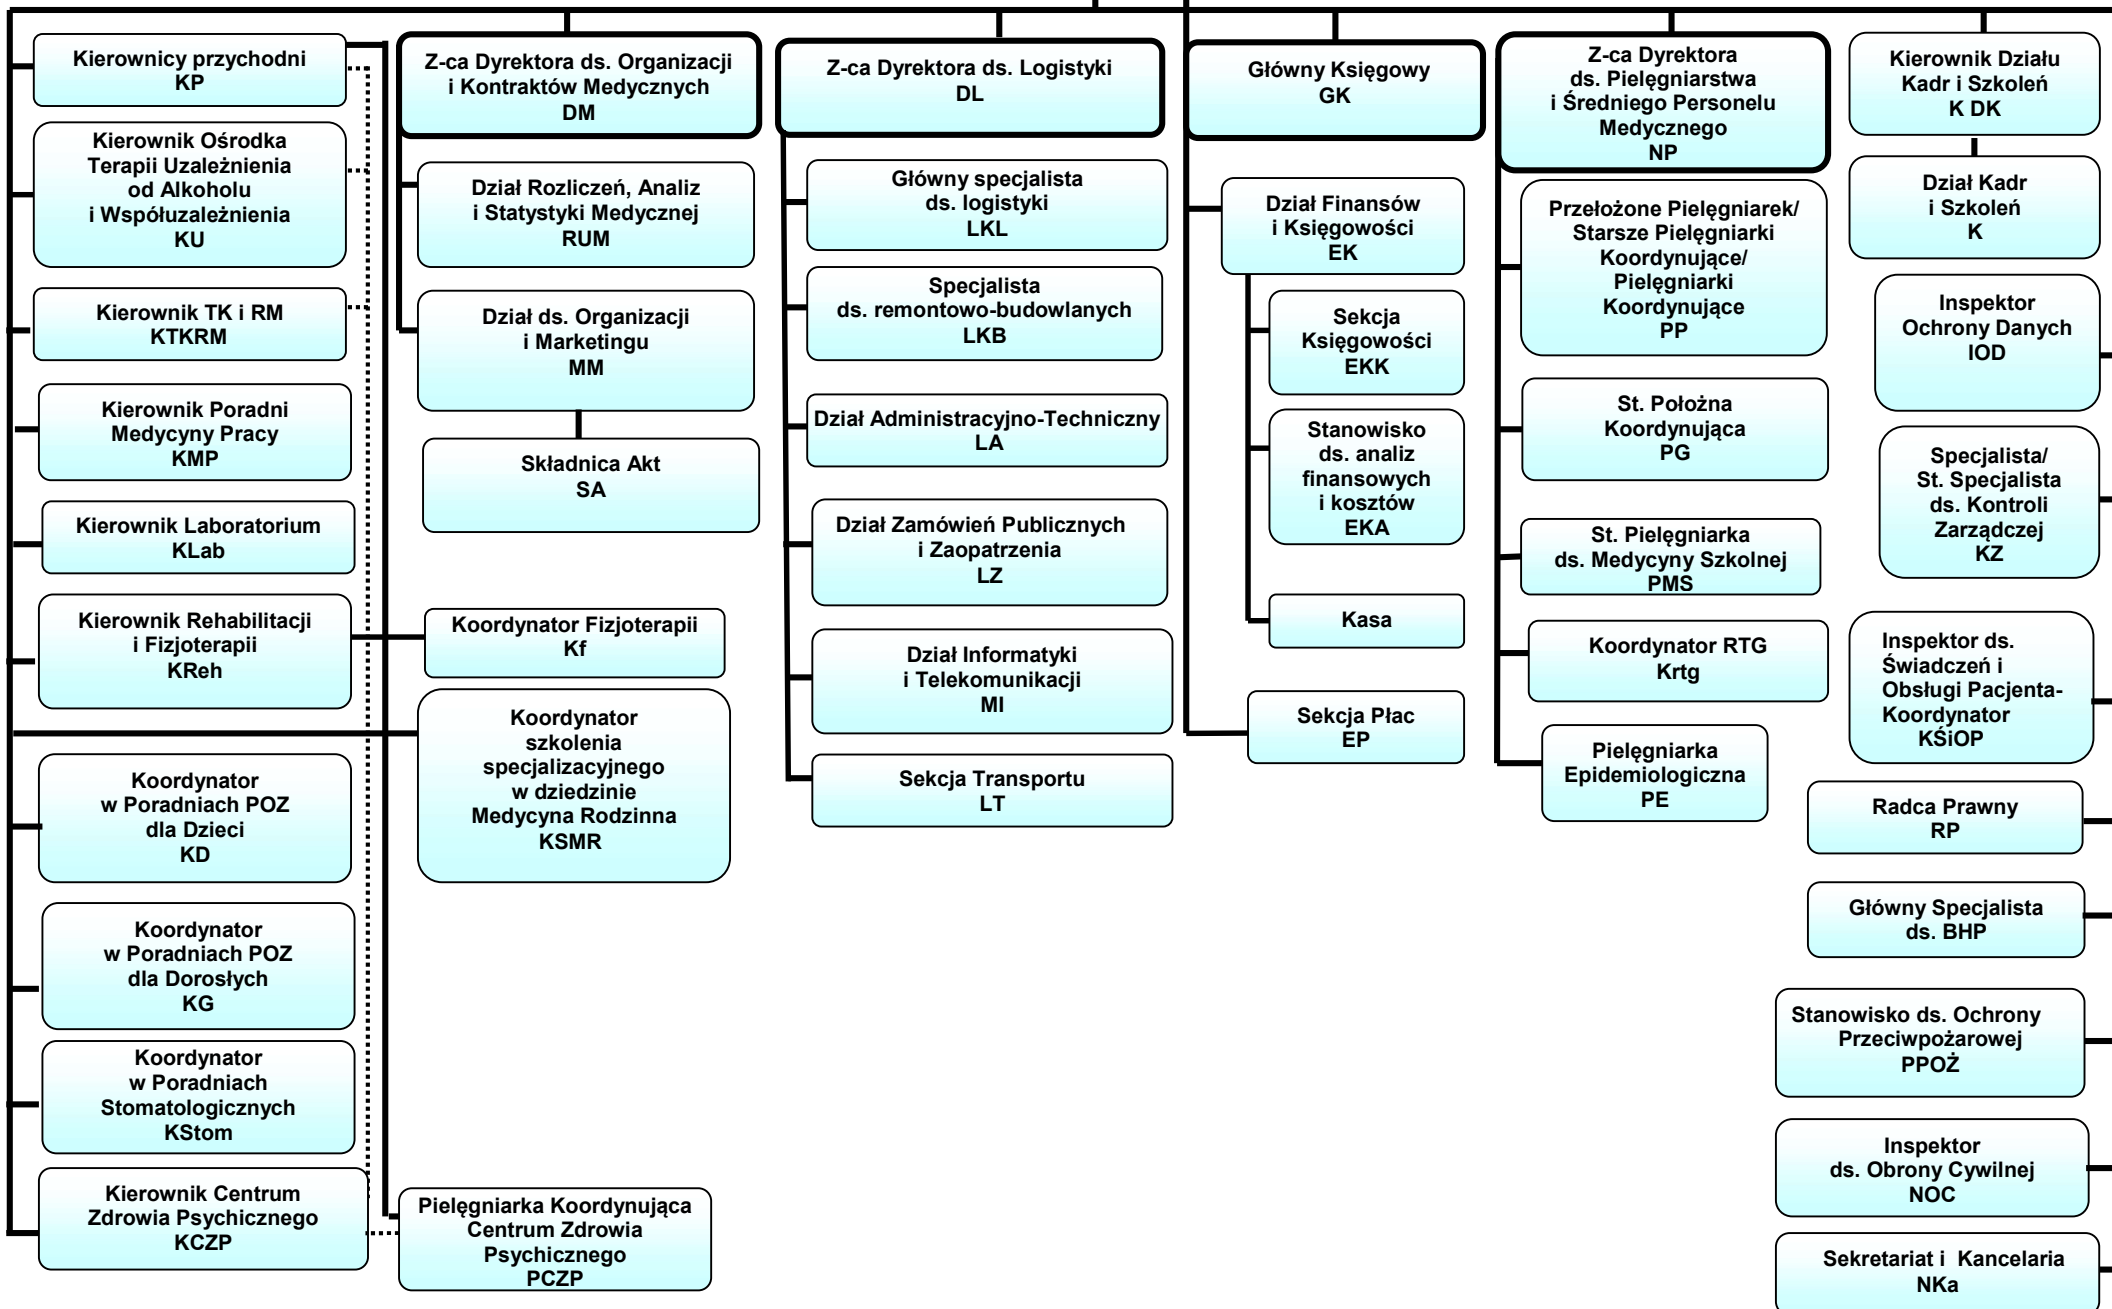 Kierownicy przychodni
KP
Kierownik Ośrodka
Terapii Uzależnienia
od Alkoholu
i Współuzależnienia
KU
Kierownik TK i RM
KTKRM
Kierownik Poradni
Medycyny Pracy
KMP
Kierownik Laboratorium
KLab
Kierownik Rehabilitacji
i Fizjoterapii
KReh
Koordynator
w Poradniach POZ
dla Dzieci
KD
Koordynator
w Poradniach POZ
dla Dorosłych
KG
Koordynator
w Poradniach
Stomatologicznych
KStom
Kierownik Centrum
Zdrowia Psychicznego
KCZP
Z-ca Dyrektora ds. Organizacji
i Kontraktów Medycznych
DM
Dział Rozliczeń, Analiz
i Statystyki Medycznej
RUM
Dział ds. Organizacji
i Marketingu
MM
Składnica Akt
SA
Koordynator Fizjoterapii
Kf
Koordynator
szkolenia
specjalizacyjnego
w dziedzinie
Medycyna Rodzinna
KSMR
Pielęgniarka Koordynująca
Centrum Zdrowia
Psychicznego
PCZP
Z-ca Dyrektora ds. Logistyki
DL
Główny specjalista
ds. logistyki
LKL
Specjalista
ds. remontowo-budowlanych
LKB
Dział Administracyjno-Techniczny
LA
Dział Zamówień Publicznych
i Zaopatrzenia
LZ
Dział Informatyki
i Telekomunikacji
MI
Sekcja Transportu
LT
Główny Księgowy
GK
Dział Finansów
i Księgowości
EK
Sekcja
Księgowości
EKK
Stanowisko
ds. analiz
finansowych
i kosztów
EKA
Kasa
Sekcja Płac
EP
Z-ca Dyrektora
ds. Pielęgniarstwa
i Średniego Personelu
Medycznego
NP
Przełożone Pielęgniarek/
Starsze Pielęgniarki
Koordynujące/
Pielęgniarki
Koordynujące
PP
St. Położna
Koordynująca
PG
St. Pielęgniarka
ds. Medycyny Szkolnej
PMS
Koordynator RTG
Krtg
Pielęgniarka
Epidemiologiczna
PE
Kierownik Działu
Kadr i Szkoleń
K DK
Dział Kadr
i Szkoleń
K
Inspektor
Ochrony Danych
IOD
Specjalista/
St. Specjalista
ds. Kontroli
Zarządczej
KZ
Inspektor ds.
Świadczeń i
Obsługi Pacjenta-
Koordynator
KŚiOP
Radca Prawny
RP
Główny Specjalista
ds. BHP
Stanowisko ds. Ochrony
Przeciwpożarowej
PPOŻ
Inspektor
ds. Obrony Cywilnej
NOC
Sekretariat i Kancelaria
NKa